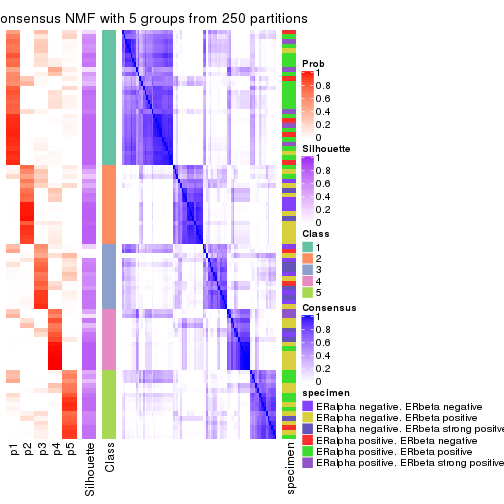 onsensus NMF with 5 groups from 250 partitions
Prob
1
0.8
0.6
0.4
0.2
0
Silhouette
1
0.8
0.6
0.4
0.2
0
Class
1
2
3
4
5
Consensus
1
0.8
0.6
0.4
0.2
0
specimen
ERalpha negative. ERbeta negative
ERalpha negative. ERbeta positive
ERalpha negative. ERbeta strong positive
ERalpha positive. ERbeta negative
ERalpha positive. ERbeta positive
ERalpha positive. ERbeta strong positive
p1
p2
p3
p4
p5
Silhouette
Class
specimen